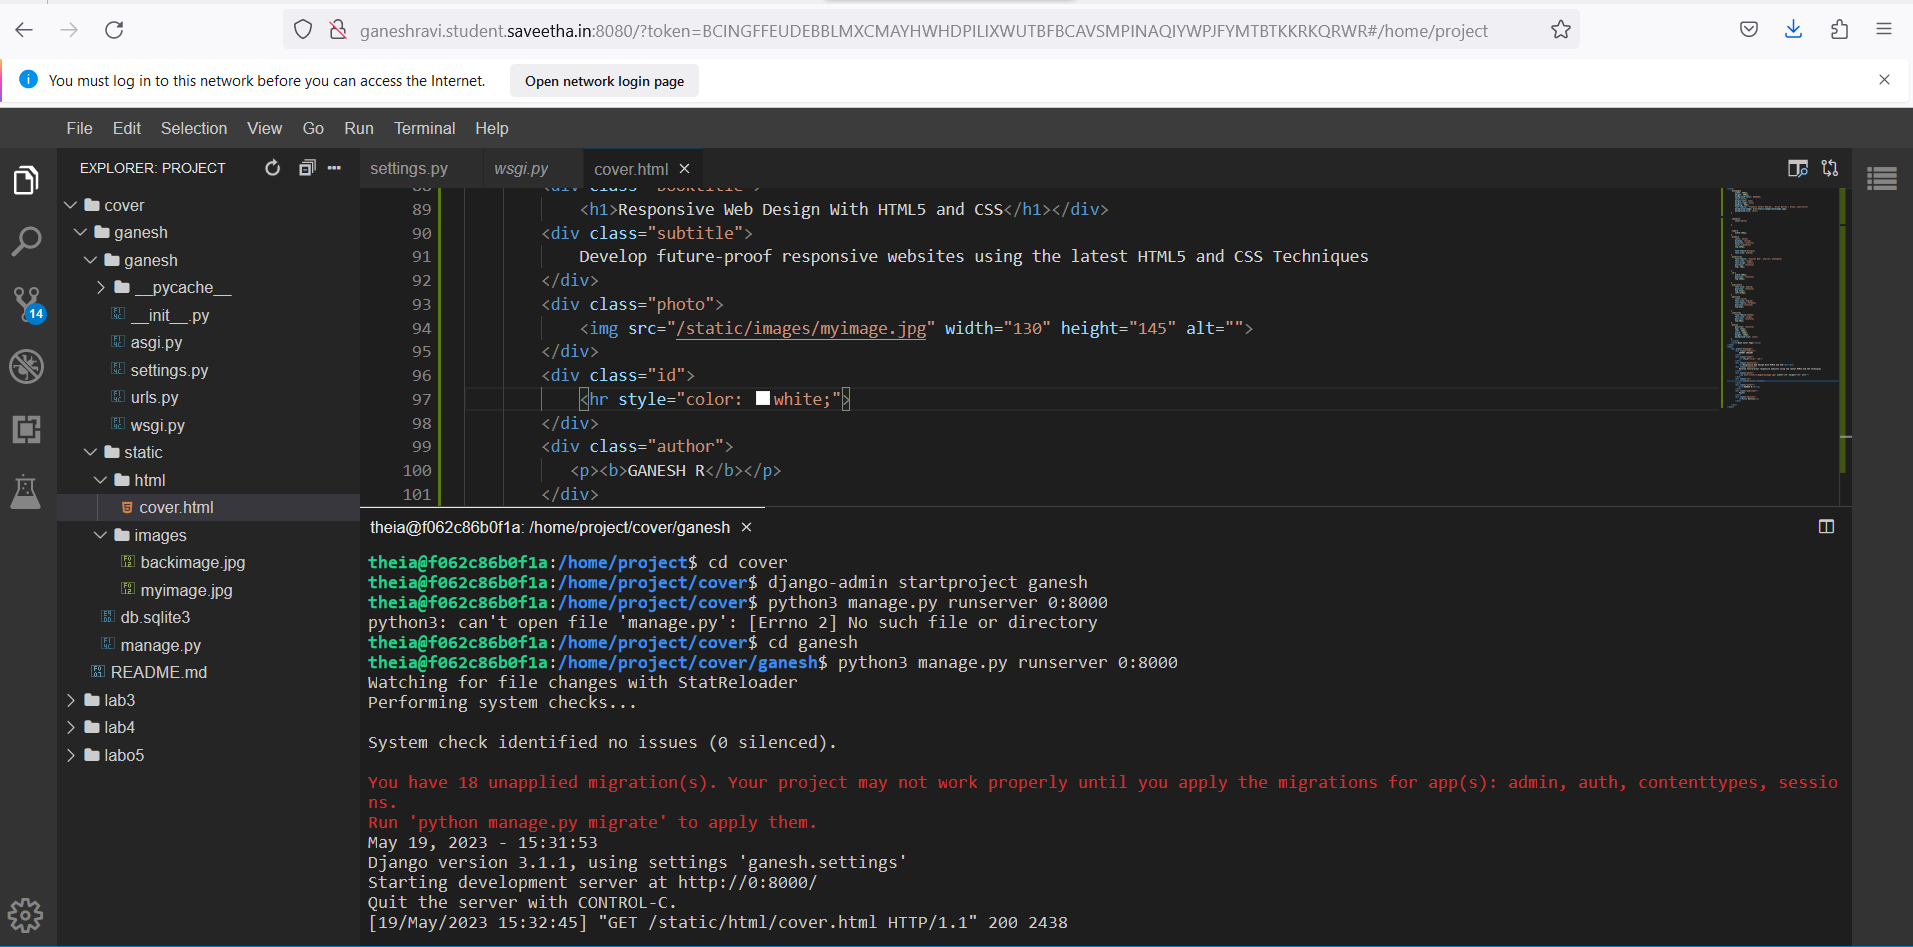 ganeshravi.student.saveetha.in:8080/?token=BCINGFFEUDEBBLMXCMAYHWHDPILIXWUTBFBCAVSMPINAQIYWPJFYMTBTKKRKQRWR#/home/project
You must log in to this network before you can access the Internet.
Open network login page
File Edit Selection View Go Run Terminal Help
EXPLORER: PROJECT
cover
ganesh
ganesh
__pycache__
__init__.py
asgi.py
settings.py
urls.py
wsgi.py
static
html
cover.html
images
backimage.jpg
myimage.jpg
db.sqlite3
manage.py
README.md
lab3
lab4
labo5
14
settings.py wsgi.py cover.html
88 <div class="booktitle">
89 <h1>Responsive Web Design With HTML5 and CSS</h1></div>
90 <div class="subtitle">
91 Develop future-proof responsive websites using the latest HTML5 and CSS Techniques
92 </div>
93 <div class="photo">
94 <img src="/static/images/myimage.jpg" width="130" height="145" alt="">
95 </div>
96 <div class="id">
97 <hr style="color: white;">
98 </div>
99 <div class="author">
100 <p><b>GANESH R</b></p>
101 </div>
theia@f062c86b0f1a: /home/project/cover/ganesh
theia@f062c86b0f1a:/home/project$ cd cover
theia@f062c86b0f1a:/home/project/cover$ django-admin startproject ganesh
theia@f062c86b0f1a:/home/project/cover$ python3 manage.py runserver 0:8000
python3: can't open file 'manage.py': [Errno 2] No such file or directory
theia@f062c86b0f1a:/home/project/cover$ cd ganesh
theia@f062c86b0f1a:/home/project/cover/ganesh$ python3 manage.py runserver 0:8000
Watching for file changes with StatReloader
Performing system checks...
System check identified no issues (0 silenced).
You have 18 unapplied migration(s). Your project may not work properly until you apply the migrations for app(s): admin, auth, contenttypes, sessio
ns.
Run 'python manage.py migrate' to apply them.
May 19, 2023 - 15:31:53
Django version 3.1.1, using settings 'ganesh.settings'
Starting development server at http://0:8000/
Quit the server with CONTROL-C.
[19/May/2023 15:32:45] "GET /static/html/cover.html HTTP/1.1" 200 2438